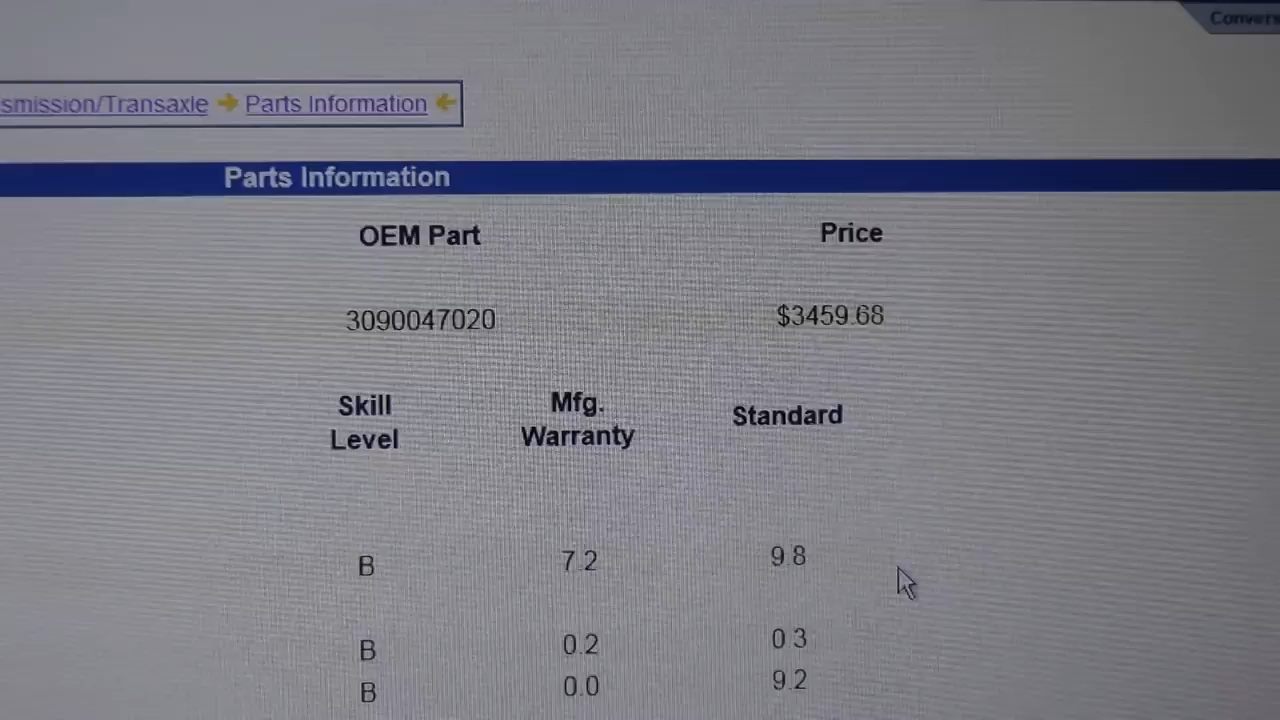 Convers
smission/Transaxle Parts Information
Parts Information
OEM Part Price
3090047020 $3459.68
Skill Level Mfg. Warranty Standard
B 7.2 9.8
B 0.2 0.3
B 0.0 9.2